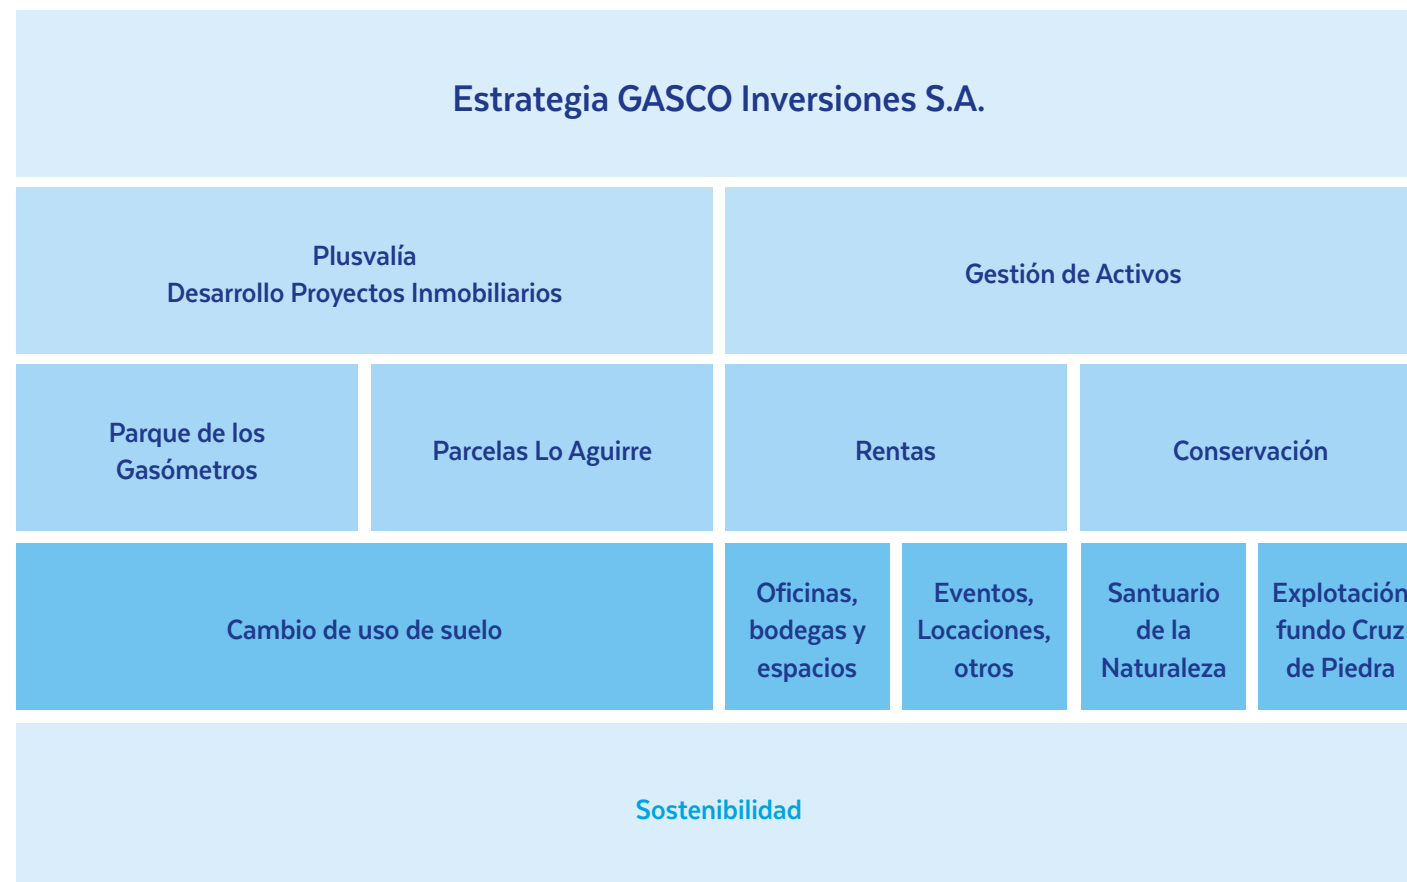 Estrategia GASCO Inversiones S.A.
Plusvalía
Desarrollo Proyectos Inmobiliarios
Gestión de Activos
Parque de los
Gasómetros
Parcelas Lo Aguirre
Rentas
Conservación
Cambio de uso de suelo
Oficinas,
bodegas y
espacios
Eventos,
Locaciones,
otros
Santuario
de la
Naturaleza
Explotación
fundo Cruz
de Piedra
Sostenibilidad